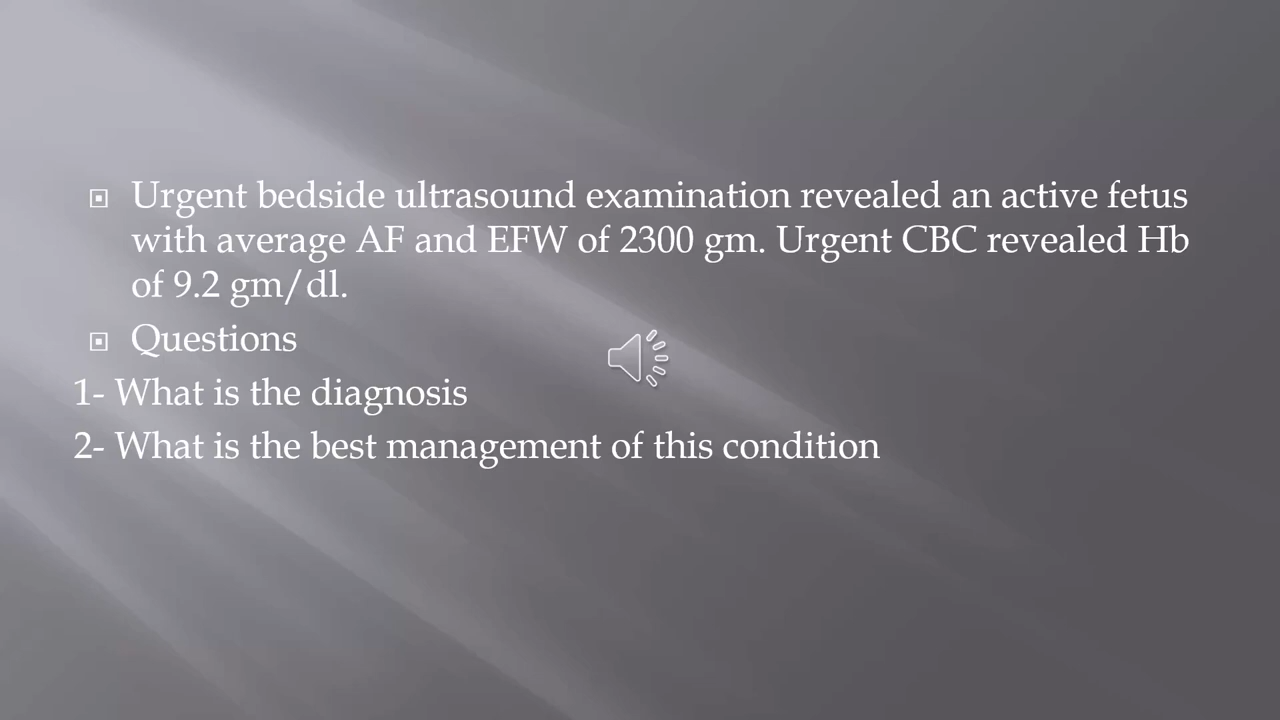 Urgent bedside ultrasound examination revealed an active fetus
with average AF and EFW of 2300 gm. Urgent CBC revealed Hb
of 9.2 gm/dl.
Questions
1- What is the diagnosis
2- What is the best management of this condition